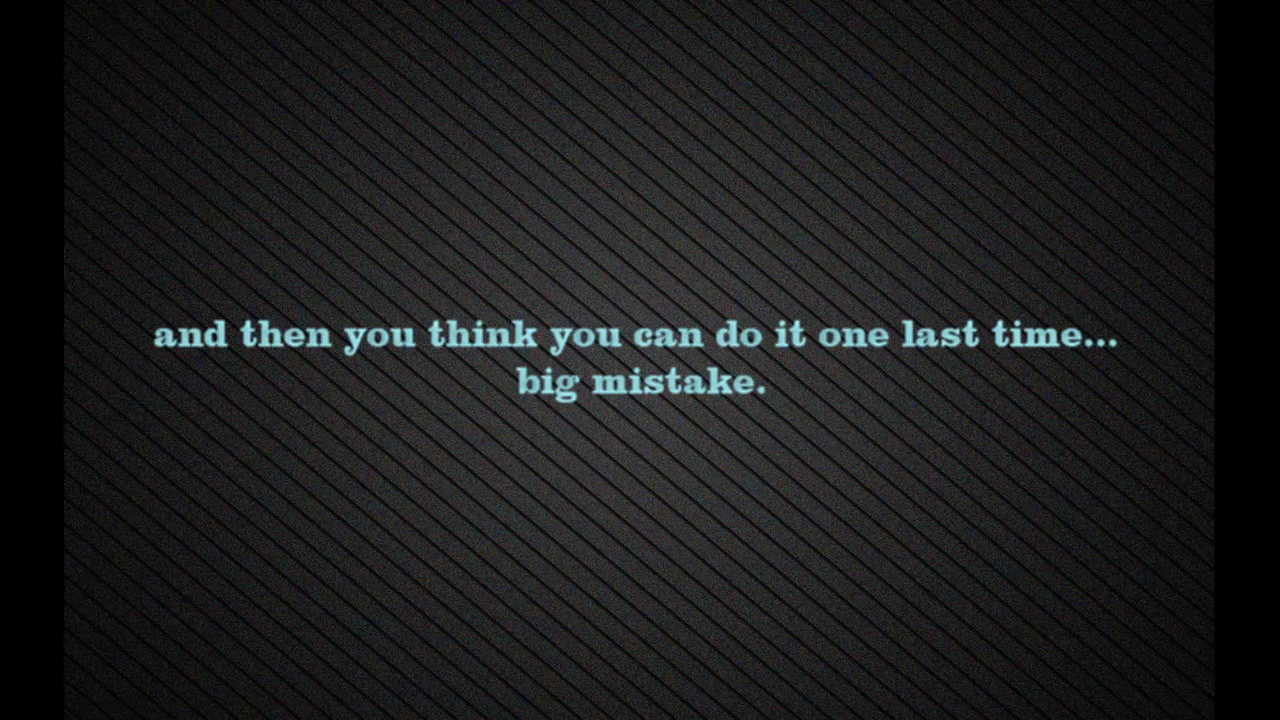 and then you think you can do it one last time...
big mistake.